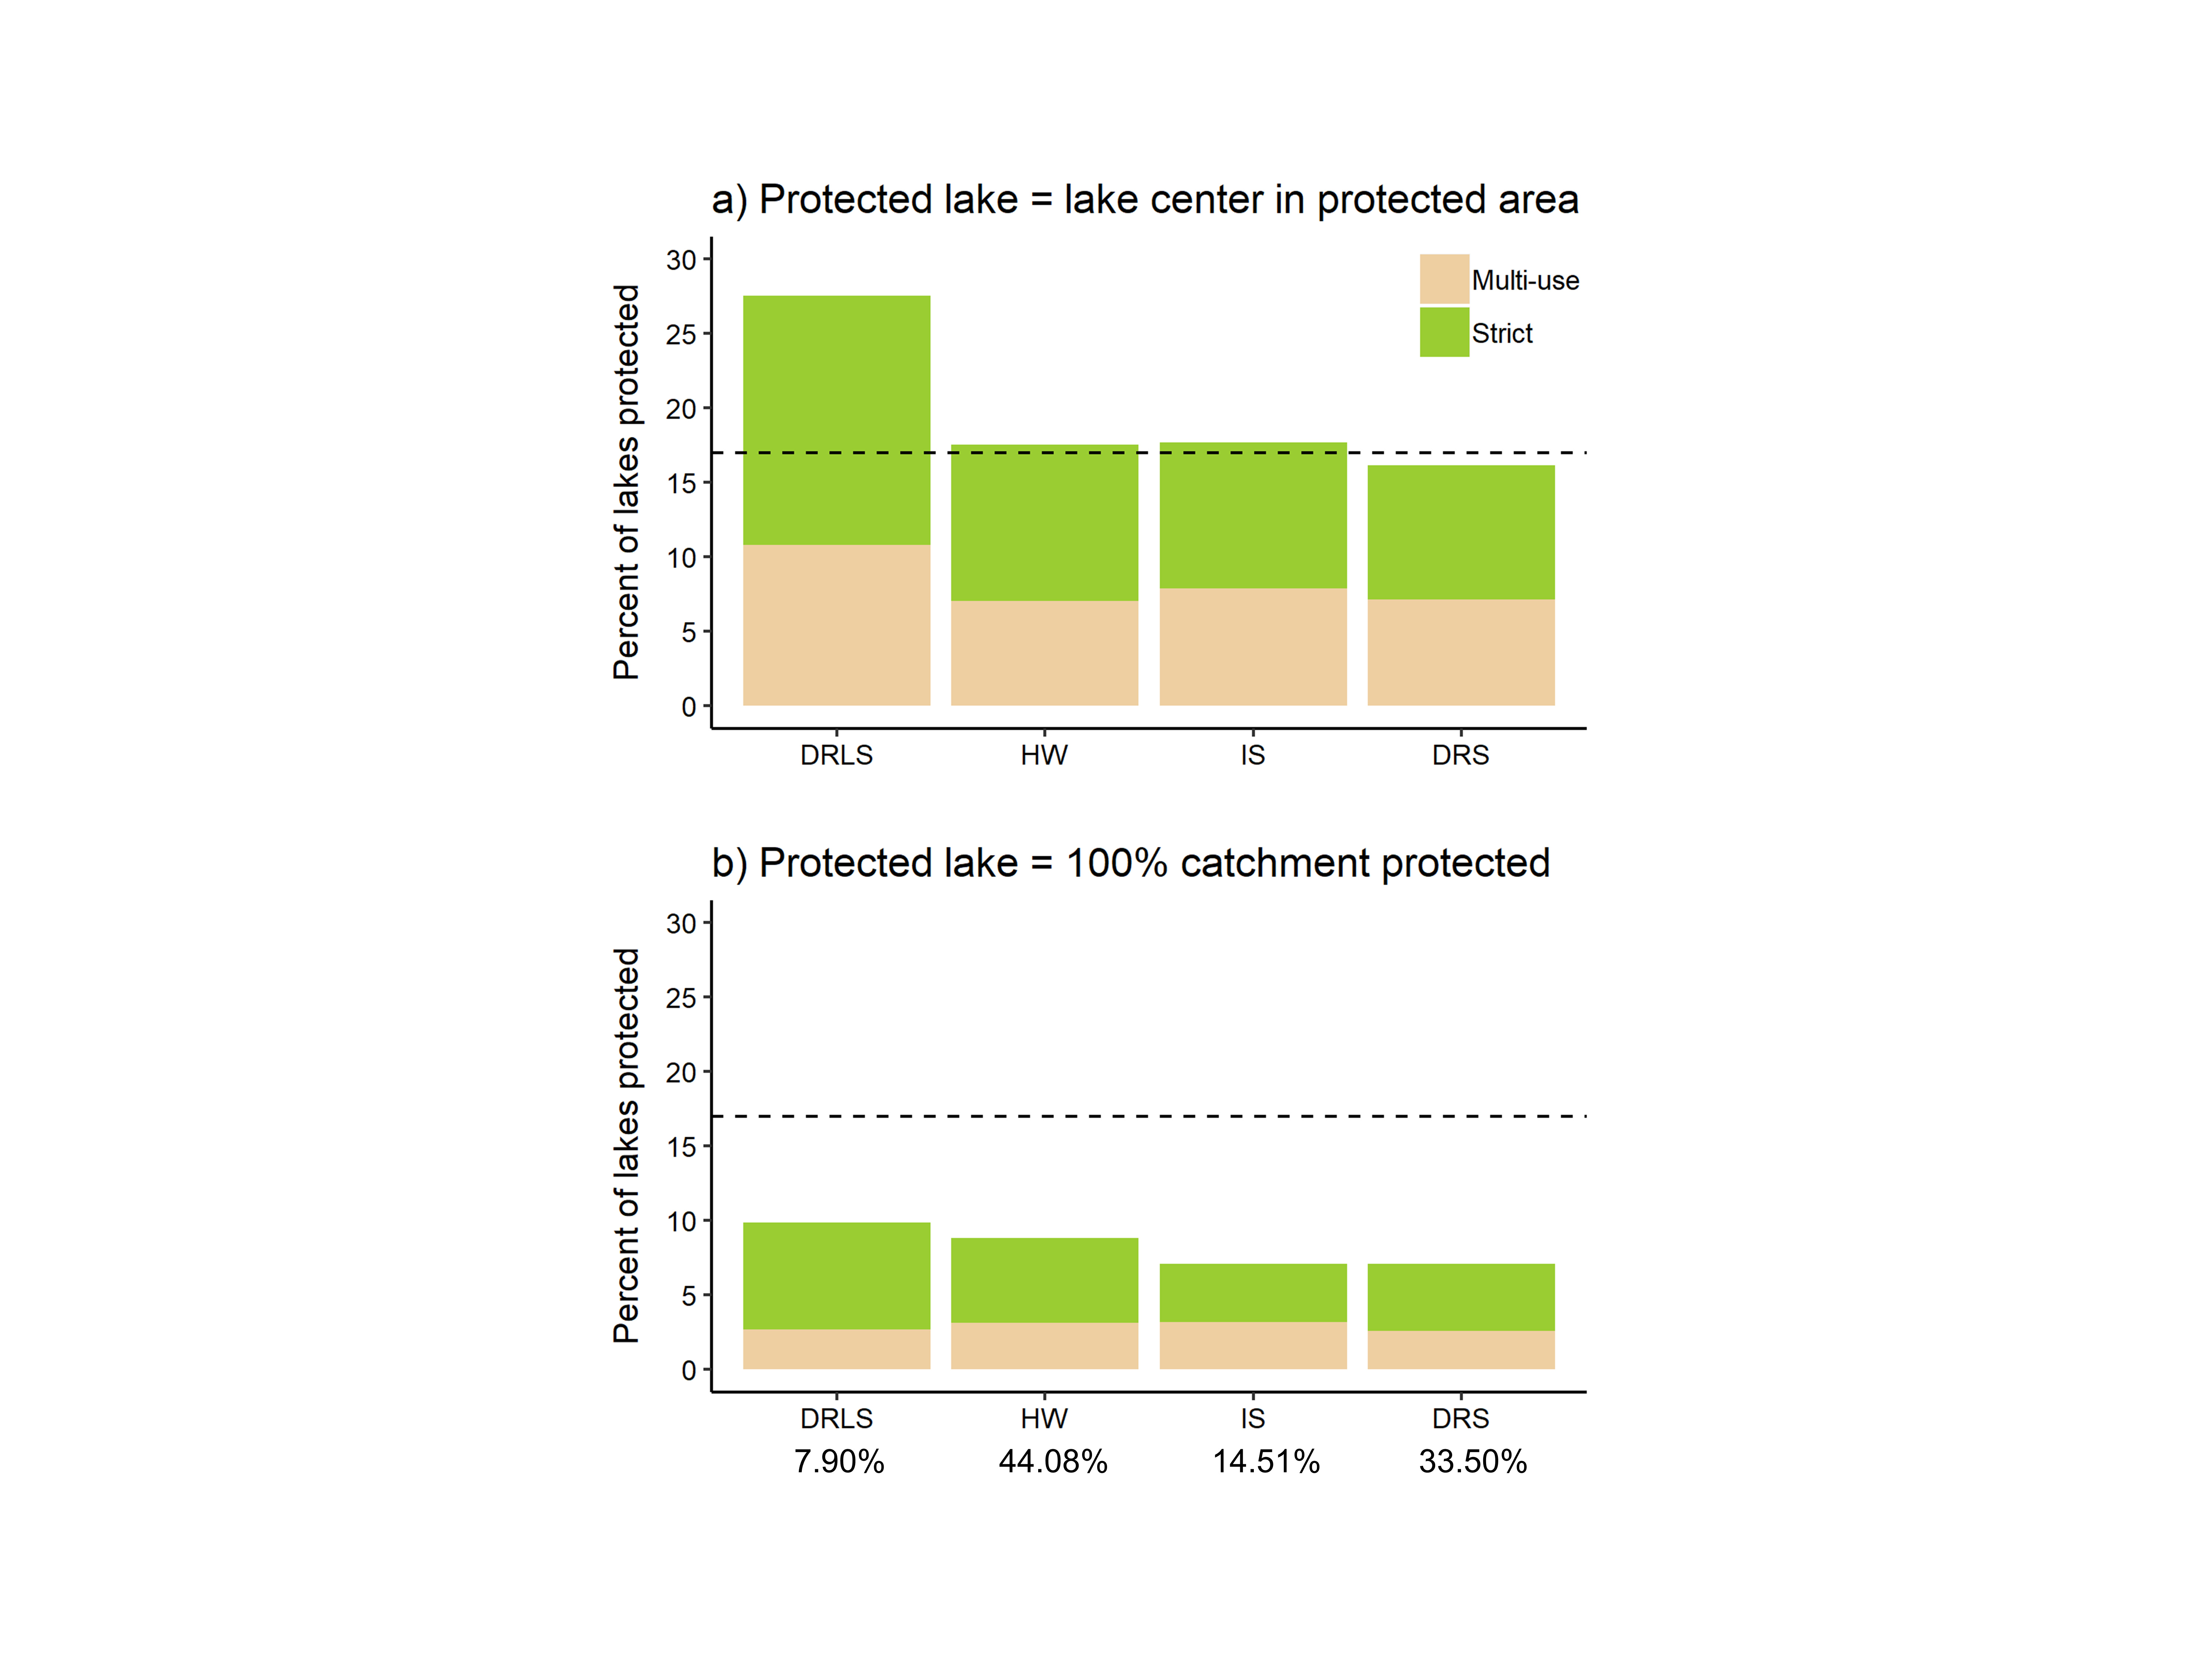 a) Protected lake = lake center in protected area
Percent of lakes protected
30
25
20
15
10
5
0
Multi-use
Strict
DRLS HW IS DRS
b) Protected lake = 100% catchment protected
Percent of lakes protected
30
25
20
15
10
5
0
DRLS HW IS DRS
7.90% 44.08% 14.51% 33.50%